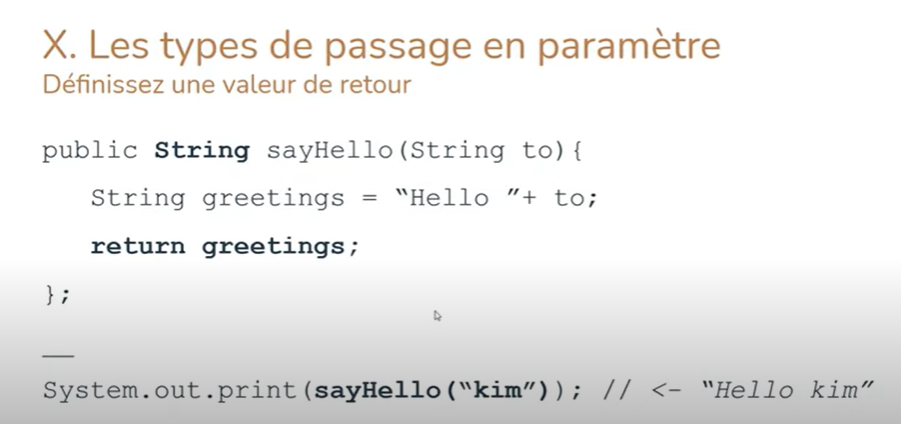 X. Les types de passage en paramètre
Définissez une valeur de retour
public String sayHello(String to){
String greetings = “Hello ”+ to;
return greetings;
};
__
System.out.print(sayHello(“kim”)); // <- “Hello kim”